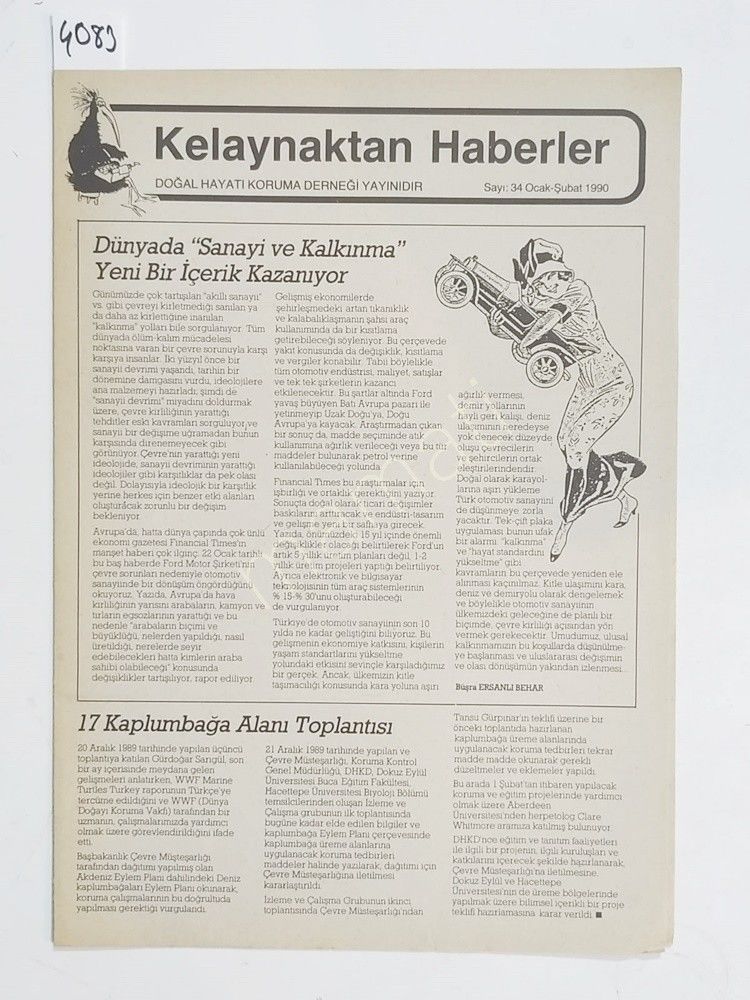 4089
Kelaynaktan Haberler
DOĞAL HAYATI KORUMA DERNEĞİ YAYINIDIR
Sayı: 34 Ocak-Şubat 1990
Dünyada "Sanayi ve Kalkınma"
Yeni Bir İçerik Kazanıyor
Günümüzde çok tartışılan "akıllı sanayii"
vs. gibi çevreyi kirletmediği sanılan ya
da daha az kirlettiğine inanılan
"kalkınma" yolları bile sorgulanıyor. Tüm
dünyada ölüm-kalım mücadelesi
noktasına varan bir çevre sorunuyla karşı
karşıya insanlar. İki yüzyıl önce bir
sanayii devrimi yaşandı, tarihin bir
dönemine damgasını vurdu, ideolojilere
ana malzemeyi hazırladı; şimdi de
"sanayii devrimi" miyadını doldurmak
üzere, çevre kirliliğinin yarattığı
tehditler eski kavramları sorguluyor, ve
sanayii bir değişime uğramadan bunun
karşısında direnemeyecek gibi
görünüyor. Çevre'nin yarattığı yeni
ideolojide, sanayii devriminin yarattığı
ideolojiler gibi karşılıklar da pek olası
değil. Dolayısıyla ideolojik bir karşıtlık
yerine herkes için benzer etki alanları
oluşturacak zorunlu bir değişim
bekleniyor.
Avrupa'da, hatta dünya çapında çok ünlü
ekonomi gazetesi Financial Times'ın
manşet haberi çok ilginç. 22 Ocak tarihli
bu baş haberde Ford Motor Şirketi'nin
çevre sorunları nedeniyle otomotiv
sanayiinde bir dönüşüm öngördüğünü
okuyoruz. Yazıda, Avrupa'da hava
kirliliğinin yarısını arabaların, kamyon ve
tırların egsozlarının yarattığı ve bu
nedenle "arabaların biçimi ve
büyüklüğü, nelerden yapıldığı, nasıl
üretildiği, nerelerde seyir
edebilecekleri hatta kimlerin araba
sahibi olabileceği" konusunda
değişiklikler tartışılıyor, rapor ediliyor.
Gelişmiş ekonomilerde
şehirleşmedeki artan tıkanıklık
ve kalabalıklaşmanın şahsi araç
kullanımında da bir kısıtlama
getirebileceği söyleniyor. Bu çerçevede
yakıt konusunda da değişiklik, kısıtlama
ve vergiler konabilir. Tabii böylelikle
tüm otomotiv endüstrisi, maliyet, satışlar
ve tek tek şirketlerin kazancı
etkilenecektir. Bu şartlar altında Ford
yavaş büyüyen Batı Avrupa pazarı ile
yetinmeyip Uzak Doğu'ya, Doğu
Avrupa'ya kayacak. Araştırmadan çıkan
bir sonuç da, madde seçiminde atık
kullanımına ağırlık verileceği veya bu tür
maddeler bulunarak petrol yerine
kullanılabileceği yolunda.
Financial Times bu araştırmalar için
işbirliği ve ortaklık gerektiğini yazıyor.
Sonuçta doğal olarak ticari değişimler
baskılarını arttıracak ve endüstri-tasarım
ve gelişme yeni bir safhaya girecek.
Yazıda, önümüzdeki 15 yıl içinde önemli
değişiklikler olacağı belirtilerek Ford'un
artık 5 yıllık üretim planları değil, 1-2
yıllık üretim projeleri yaptığı belirtiliyor.
Ayrıca elektronik ve bilgisayar
teknolojisinin tüm araç sistemlerinin
% 15-% 30'unu oluşturabileceği
de vurgulanıyor.
Türkiye'de otomotiv sanayiinin son 10
yılda ne kadar geliştiğini biliyoruz. Bu
gelişmenin ekonomiye katkısını, kişilerin
yaşam standartlarını yükseltme
yolundaki etkisini sevinçle karşıladığımız
bir gerçek. Ancak, ülkemizin kitle
taşımacılığı konusunda kara yoluna aşırı
ağırlık vermesi,
demir yollarının
hayli geri kalışı, deniz
ulaşımının neredeyse
yok denecek düzeyde
oluşu çevrecilerin
ve şehircilerin ortak
eleştirilerindendir.
Doğal olarak karayol-
larına aşırı yükleme
Türk otomotiv sanayiini
de düşünmeye zorla
yacaktır. Tek-çift plaka
uygulaması bunun ufak
bir alarmı. "kalkınma"
ve "hayat standardını
yükseltme" gibi
kavramların bu çerçevede yeniden ele
alınması kaçınılmaz. Kitle ulaşımını kara,
deniz ve demiryolu olarak dengelemek
ve böylelikle otomotiv sanayiinin
ülkemizdeki geleceğine de planlı bir
biçimde, çevre kirliliği açısından yön
vermek gerekecektir. Umudumuz, ulusal
kalkınmamızın bu koşullarda düşünülme-
ye başlanması ve uluslararası değişimin
ve olası dönüşümün yakından izlenmesi...
Büşra ERSANLI BEHAR
17 Kaplumbağa Alanı Toplantısı
20 Aralık 1989 tarihinde yapılan üçüncü
toplantıya katılan Gürdoğar Sarıgül, son
bir ay içerisinde meydana gelen
gelişmeleri anlatırken, WWF Marine
Turtles Turkey raporunun Türkçe'ye
tercüme edildiğini ve WWF (Dünya
Doğayı Koruma Vakfı) tarafından bir
uzmanın, çalışmalarımızda yardımcı
olmak üzere görevlendirildiğini ifade
etti.
Başbakanlık Çevre Müsteşarlığı
tarafından dağıtımı yapılmış olan
Akdeniz Eylem Planı dahilindeki Deniz
kaplumbağaları Eylem Planı okunarak,
koruma çalışmalarının bu doğrultuda
yapılması gerektiği vurgulandı.
21 Aralık 1989 tarihinde yapılan ve
Çevre Müsteşarlığı, Koruma Kontrol
Genel Müdürlüğü, DHKD, Dokuz Eylül
Üniversitesi Buca Eğitim Fakültesi,
Hacettepe Üniversitesi Biyoloji Bölümü
temsilcilerinden oluşan İzleme ve
Çalışma grubunun ilk toplantısında
bugüne kadar elde edilen bilgiler ve
kaplumbağa Eylem Planı çerçevesinde
kaplumbağa üreme alanlarına
uygulanacak koruma tedbirleri
maddeler halinde yazılarak, dağıtımı için
Çevre Müsteşarlığına iletilmesi
kararlaştırıldı.
İzleme ve Çalışma Grubunun ikinci
toplantısında Çevre Müsteşarlığı'ndan
Tansu Gürpınar'ın teklifi üzerine bir
önceki toplantıda hazırlanan
kaplumbağa üreme alanlarında
uygulanacak koruma tedbirleri tekrar
madde madde okunarak gerekli
düzeltmeler ve eklemeler yapıldı.
Bu arada 1 Şubat'tan itibaren yapılacak
koruma ve eğitim projelerinde yardımcı
olmak üzere Aberdeen
Üniversitesi'nden herpetolog Clare
Whitmore aramıza katılmış bulunuyor.
DHKD'nce eğitim ve tanıtım faaliyetleri
ile ilgili bir projenin, ilgili kuruluşları ve
katkılarını içerecek şekilde hazırlanarak,
Çevre Müsteşarlığı'na iletilmesine,
Dokuz Eylül ve Hacettepe
Üniversitesi'nin de üreme bölgelerinde
yapılmak üzere bilimsel içerikli bir proje
teklifi hazırlamasına karar verildi ■